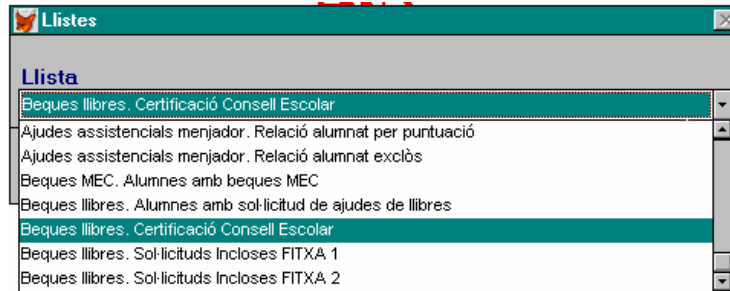 Llistes
Llista
Beques llibres. Certificació Consell Escolar
Ajudes assistencials menjador. Relació alumnat per puntuació
Ajudes assistencials menjador. Relació alumnat exclòs
Beques MEC. Alumnes amb beques MEC
Beques llibres. Alumnes amb sol·licitud de ajudes de llibres
Beques llibres. Certificació Consell Escolar
Beques llibres. Sol·licituds Incloses FITXA 1
Beques llibres. Sol·licituds Incloses FITXA 2